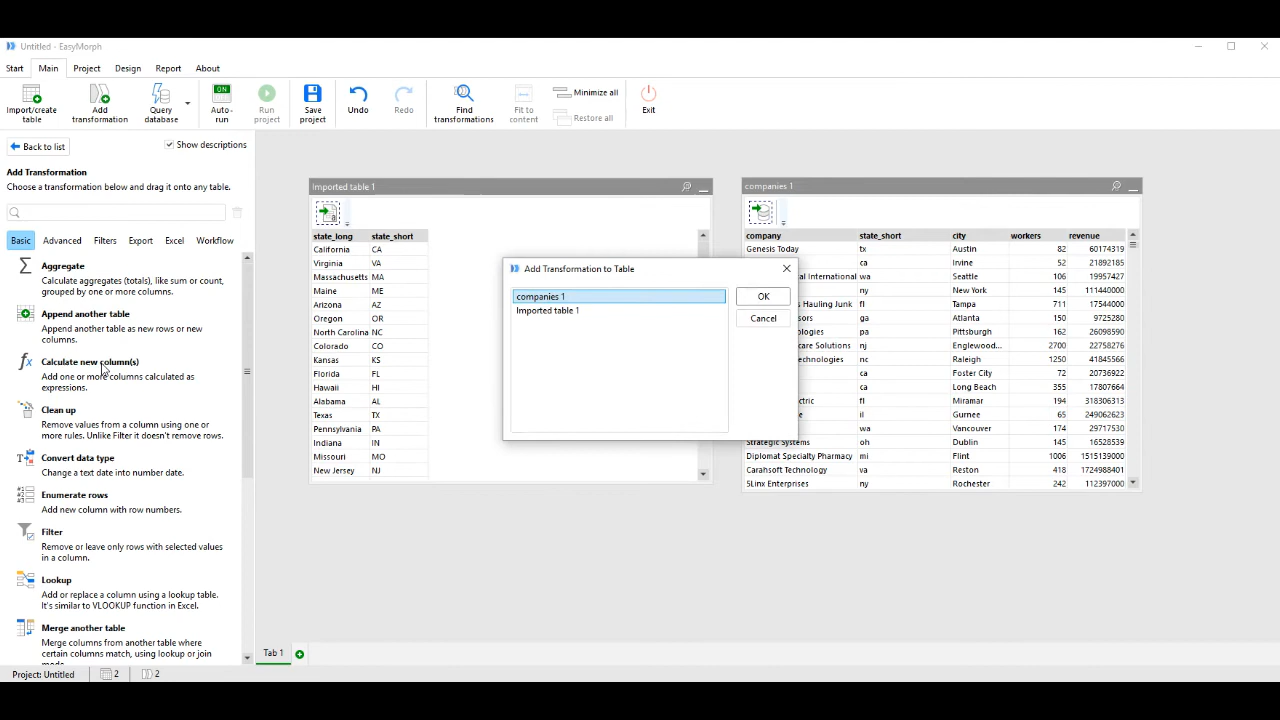 Untitled - EasyMorph
Start Main Project Design Report About
Import/create table
Add transformation
Query database
ON
Auto-run
Run project
Save project
Undo
Redo
Find transformations
Fit to content
Minimize all
Restore all
Exit
Back to list
Show descriptions
Add Transformation
Choose a transformation below and drag it onto any table.
Basic Advanced Filters Export Excel Workflow
Aggregate
Calculate aggregates (totals), like sum or count,
grouped by one or more columns.
Append another table
Append another table as new rows or new
columns.
Calculate new column(s)
Add one or more columns calculated as
expressions.
Clean up
Remove values from a column using one or
more rules. Unlike Filter it doesn't remove rows.
Convert data type
Change a text date into number date.
Enumerate rows
Add new column with row numbers.
Filter
Remove or leave only rows with selected values
in a column.
Lookup
Add or replace a column using a lookup table.
It's similar to VLOOKUP function in Excel.
Merge another table
Merge columns from another table where
certain columns match, using lookup or join
mode.
Imported table 1
state_long state_short
California CA
Virginia VA
Massachusetts MA
Maine ME
Arizona AZ
Oregon OR
North Carolina NC
Colorado CO
Kansas KS
Florida FL
Hawaii HI
Alabama AL
Texas TX
Pennsylvania PA
Indiana IN
Missouri MO
New Jersey NJ
Add Transformation to Table
companies 1
Imported table 1
OK
Cancel
companies 1
company state_short city workers revenue
Genesis Today tx Austin 82 60174319
ca Irvine 52 21892185
al International wa Seattle 106 19957427
ny New York 145 111440000
s Hauling Junk fl Tampa 711 17544000
sors ga Atlanta 150 9725280
ologies pa Pittsburgh 162 26098590
care Solutions nj Englewood... 2700 22758276
echnologies nc Raleigh 1250 41845566
ca Foster City 72 20736922
ca Long Beach 355 17807664
ctric fl Miramar 194 318306313
e il Gurnee 65 249062623
wa Vancouver 174 29717530
Strategic Systems oh Dublin 145 16528539
Diplomat Specialty Pharmacy mi Flint 1006 1515139000
Carahsoft Technology va Reston 418 1724988401
5Linx Enterprises ny Rochester 242 112397000
Tab 1
Project: Untitled 2 2